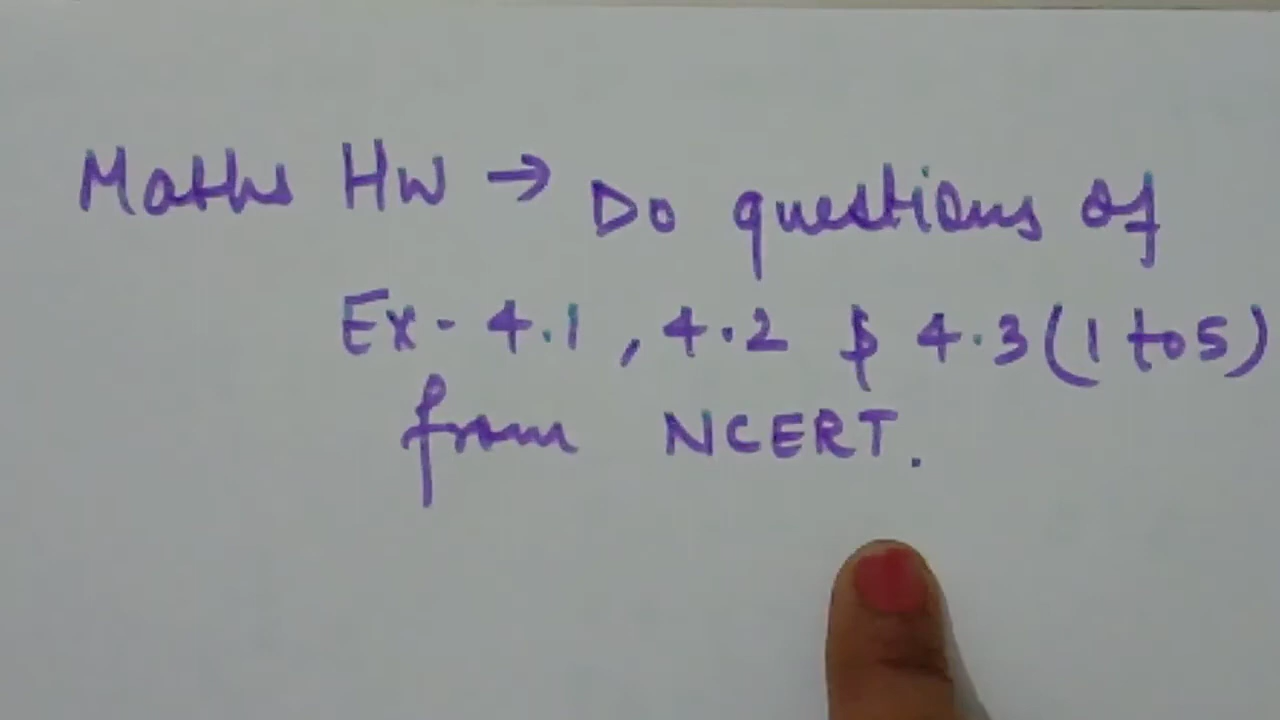 Maths HW → Do questions of
Ex - 4.1 , 4.2 & 4.3 (1 to 5)
from NCERT.